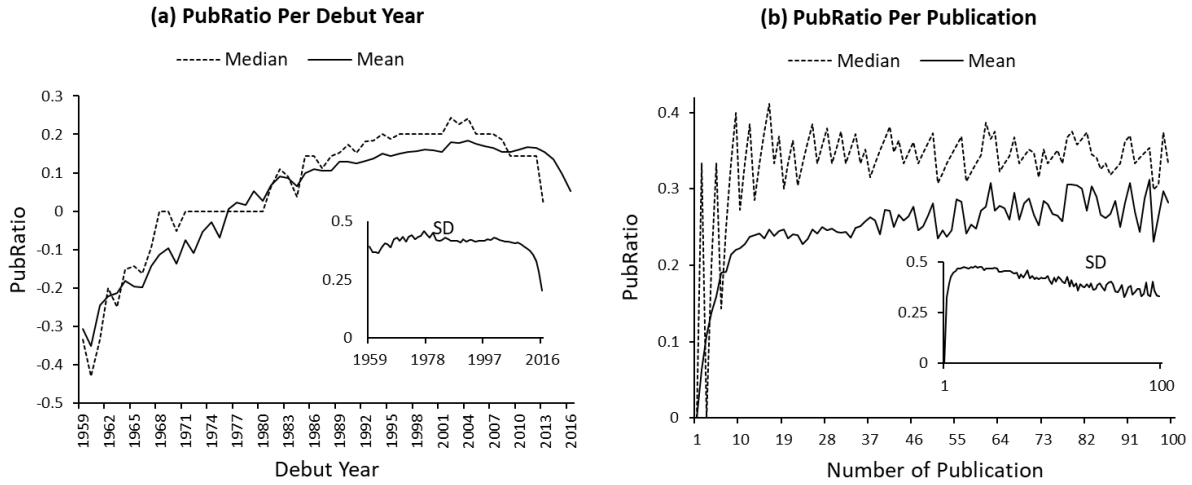 (a) PubRatio Per Debut Year
Median Mean
0.3
0.2
0.1
0
-0.1
-0.2
-0.3
-0.4
-0.5
PubRatio
1959 1962 1965 1968 1971 1974 1977 1980 1983 1986 1989 1992 1995 1998 2001 2004 2007 2010 2013 2016
Debut Year
SD
0.5
0.25
0
1959 1978 1997 2016
(b) PubRatio Per Publication
Median Mean
0.4
0.3
0.2
0.1
0
PubRatio
1 10 19 28 37 46 55 64 73 82 91 100
Number of Publication
SD
0.5
0.25
0
1 100